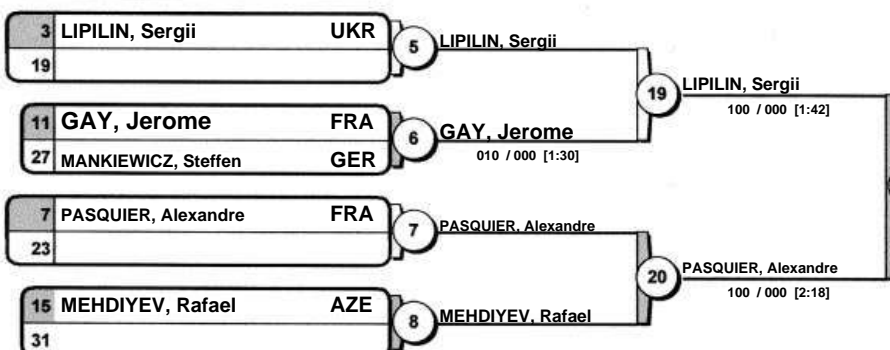 3 LIPILIN, Sergii UKR
19
5 LIPILIN, Sergii
11 GAY, Jerome FRA
27 MANKIEWICZ, Steffen GER
6 GAY, Jerome
010 / 000 [1:30]
19 LIPILIN, Sergii
100 / 000 [1:42]
7 PASQUIER, Alexandre FRA
23
7 PASQUIER, Alexandre
15 MEHDIYEV, Rafael AZE
31
8 MEHDIYEV, Rafael
20 PASQUIER, Alexandre
100 / 000 [2:18]